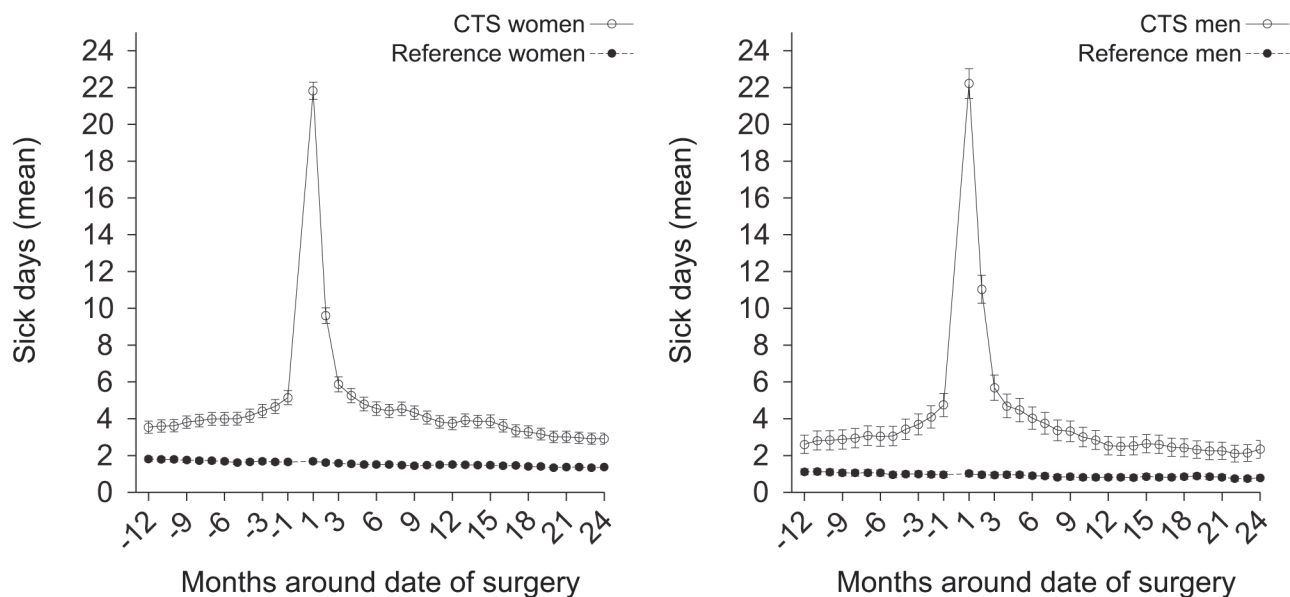 CTS women
Reference women
24
22
20
18
16
14
12
10
8
6
4
2
0
Sick days (mean)
-12 -9 -6 -3 -1 1 3 6 9 12 15 18 21 24
Months around date of surgery
CTS men
Reference men
24
22
20
18
16
14
12
10
8
6
4
2
0
Sick days (mean)
-12 -9 -6 -3 -1 1 3 6 9 12 15 18 21 24
Months around date of surgery